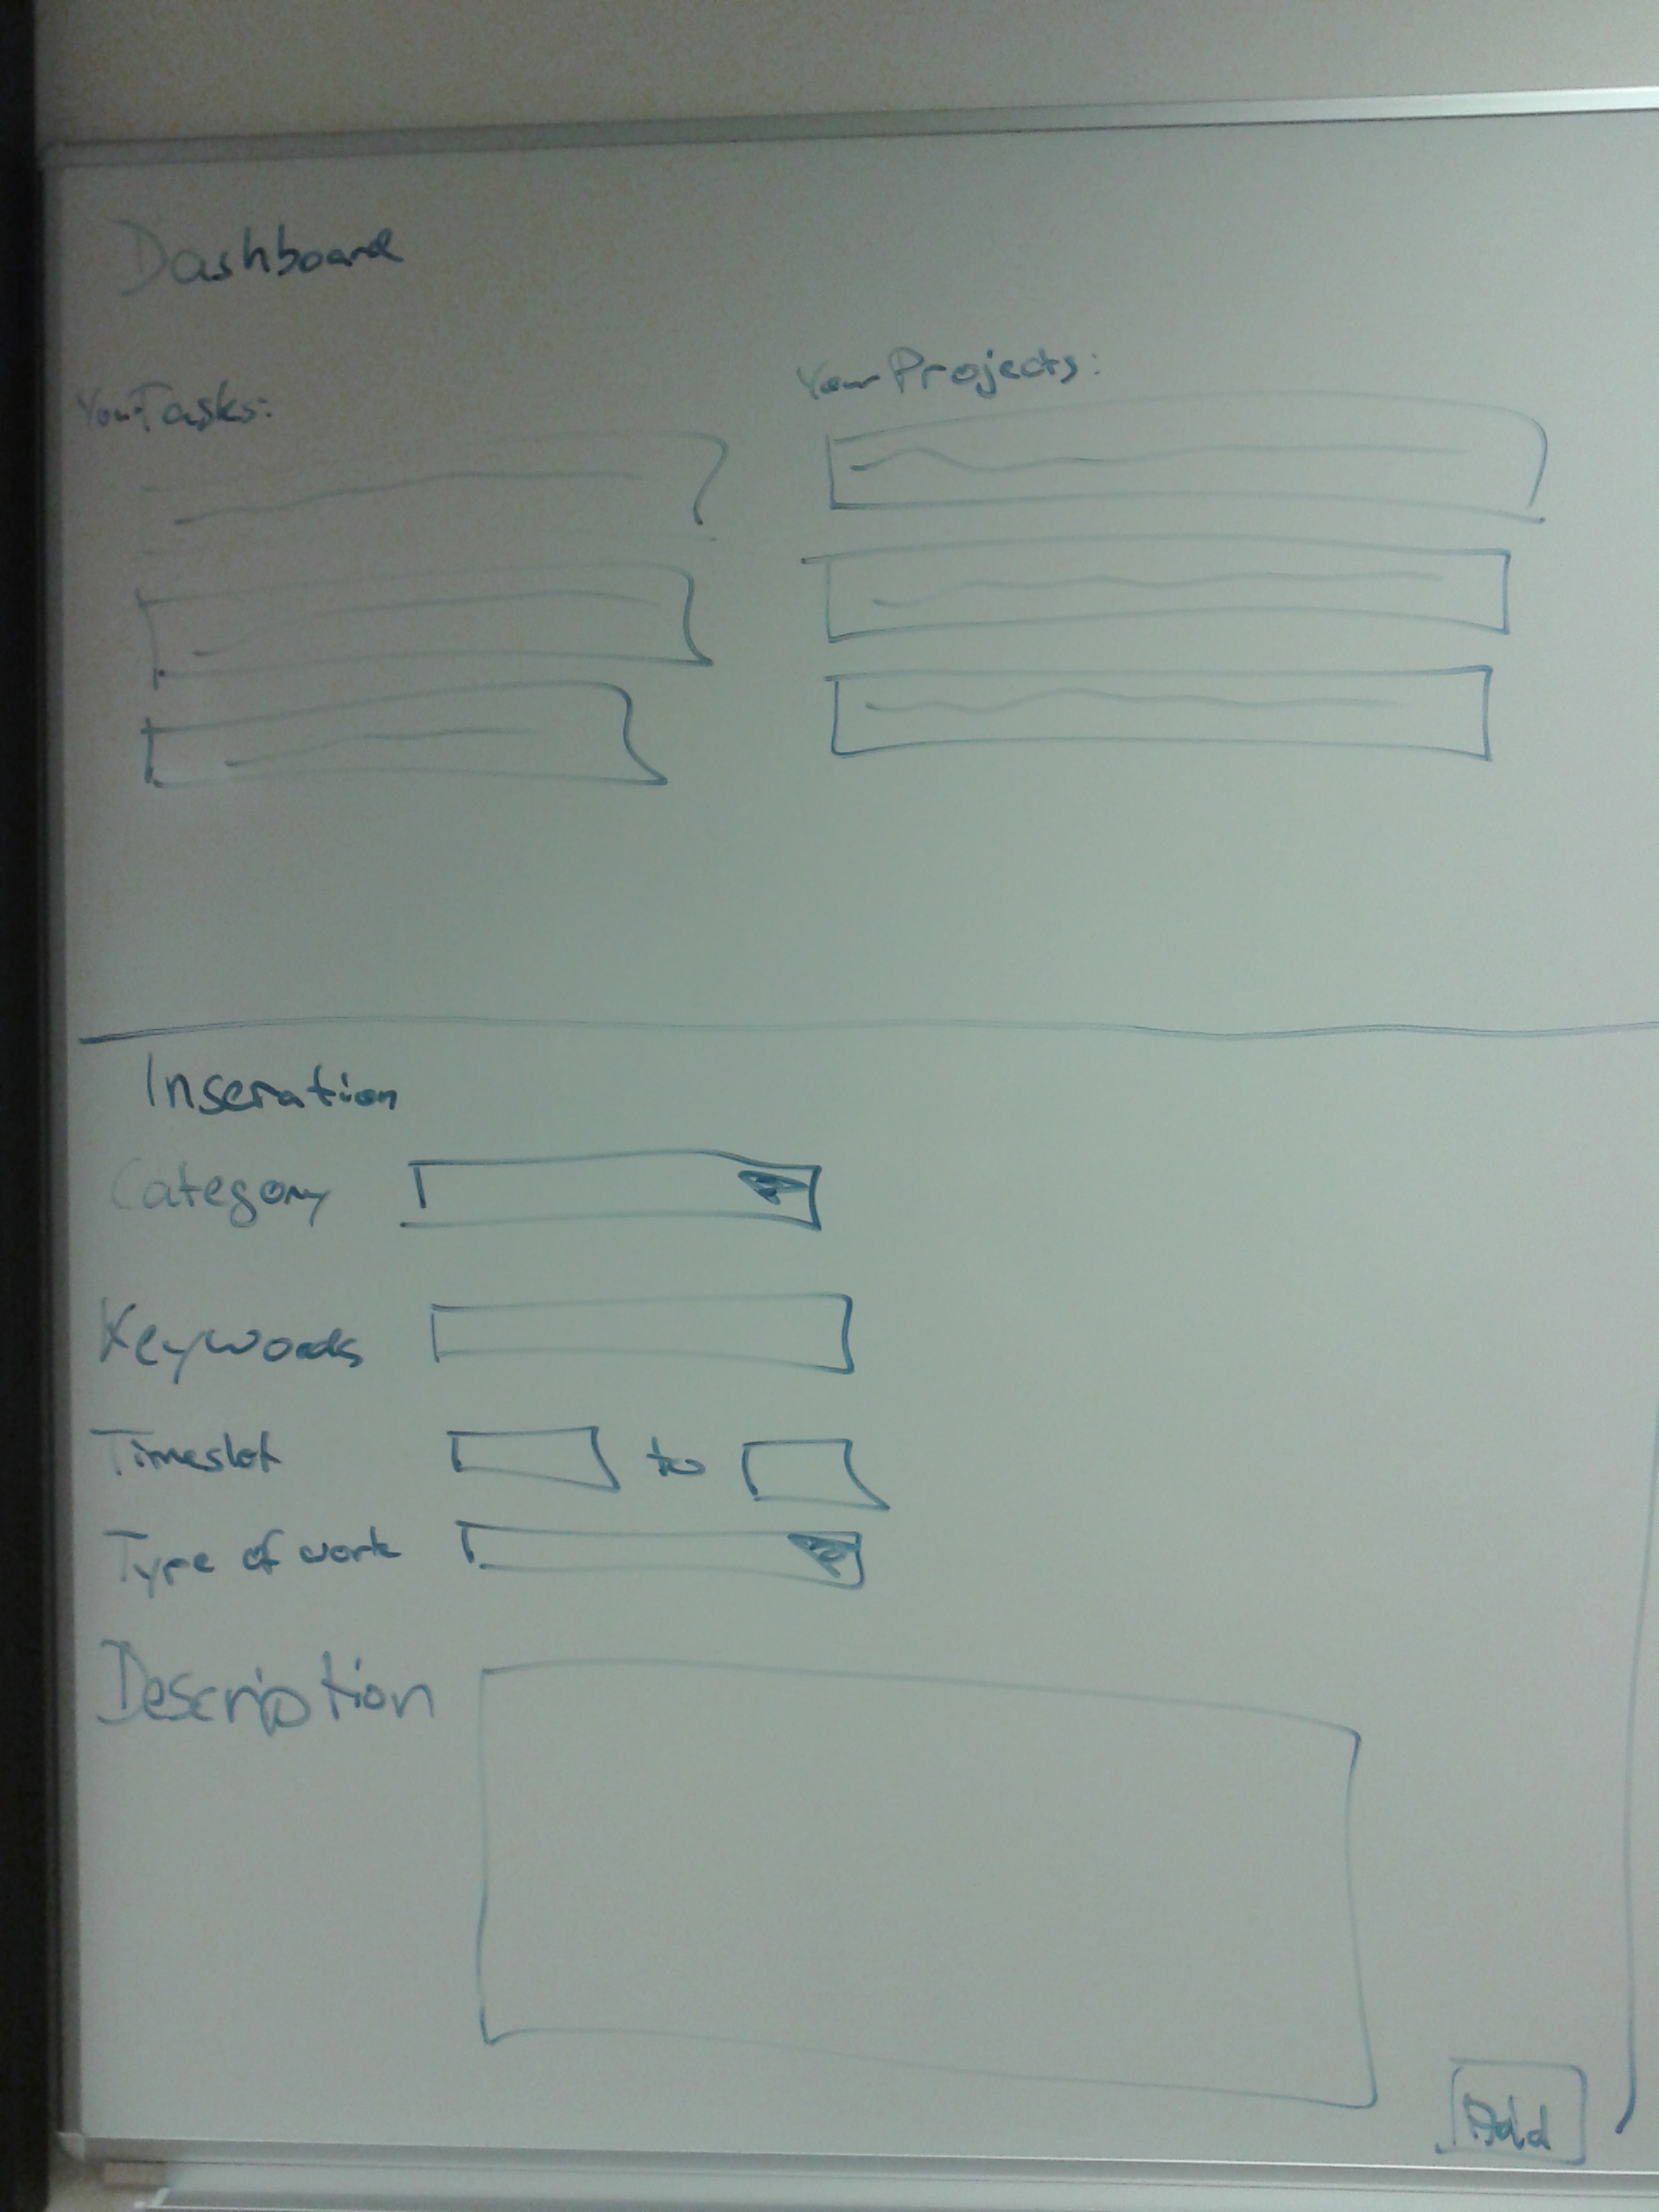 Dashboard
Your Tasks:
Your Projects:
Inseration
Category
Keywords
Timeslot
to
Type of work
Description
Add